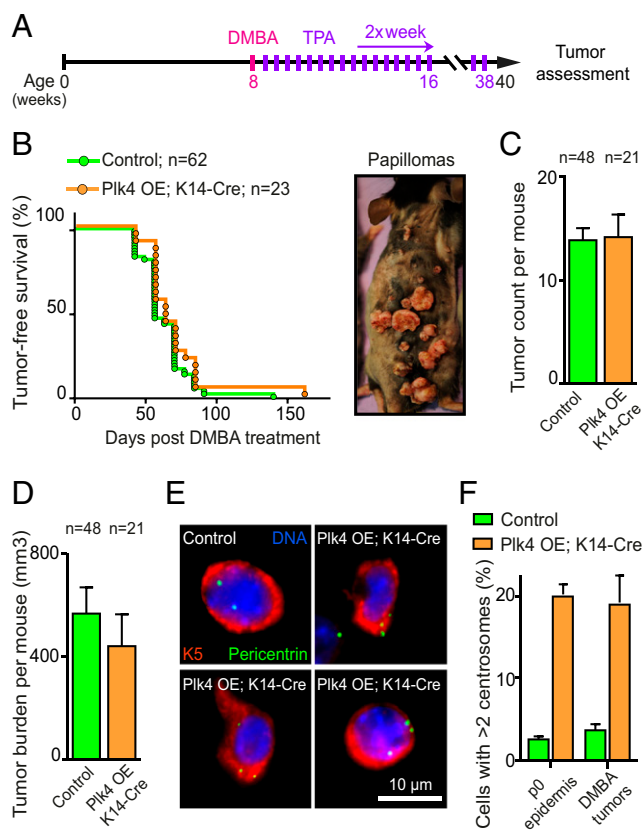 A
DMBA TPA 2x week
Age 0 8 16 38 40
(weeks)
Tumor
assessment
B
Control; n=62
Plk4 OE; K14-Cre; n=23
Tumor-free survival (%)
100
50
0
0 50 100 150
Days post DMBA treatment
Papillomas
C
n=48 n=21
Tumor count per mouse
20
10
0
Control
Plk4 OE
K14-Cre
D
n=48 n=21
Tumor burden per mouse (mm3)
800
400
0
Control
Plk4 OE
K14-Cre
E
Control DNA
K5 Pericentrin
Plk4 OE; K14-Cre
Plk4 OE; K14-Cre
Plk4 OE; K14-Cre
10 µm
F
Control
Plk4 OE; K14-Cre
Cells with >2 centrosomes (%)
20
10
0
p0
epidermis
DMBA
tumors